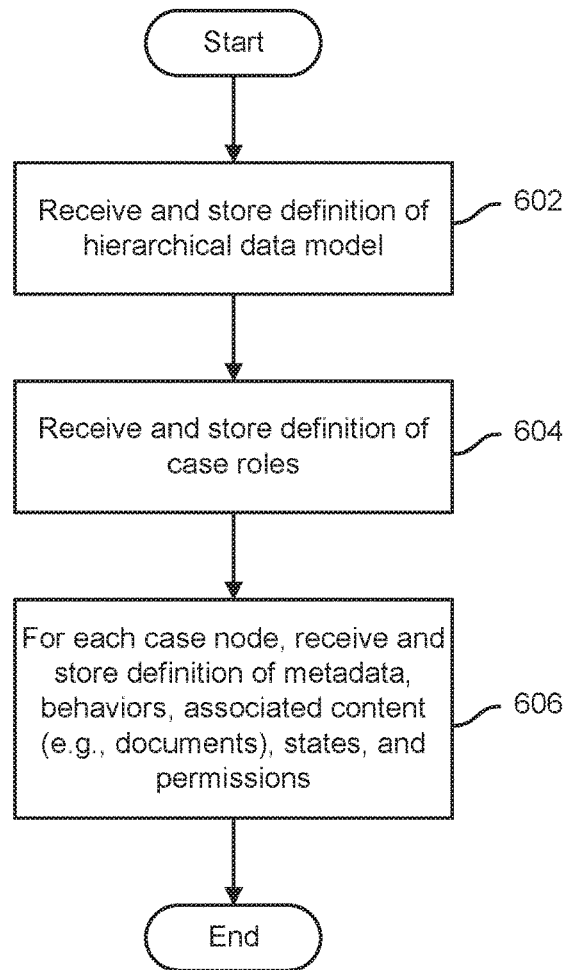 Start
Receive and store definition of
hierarchical data model
602
Receive and store definition of
case roles
604
For each case node, receive and
store definition of metadata,
behaviors, associated content
(e.g., documents), states, and
permissions
606
End